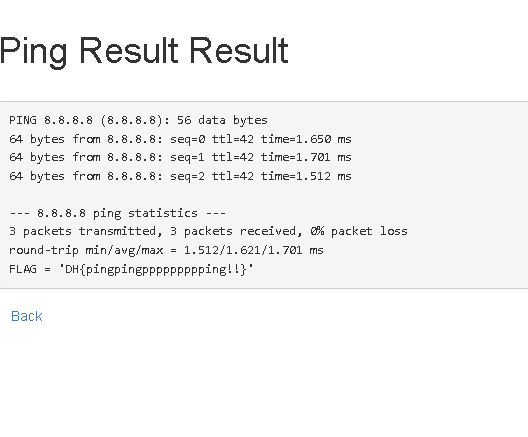 Ping Result Result
PING 8.8.8.8 (8.8.8.8): 56 data bytes
64 bytes from 8.8.8.8: seq=0 ttl=42 time=1.650 ms
64 bytes from 8.8.8.8: seq=1 ttl=42 time=1.701 ms
64 bytes from 8.8.8.8: seq=2 ttl=42 time=1.512 ms
--- 8.8.8.8 ping statistics ---
3 packets transmitted, 3 packets received, 0% packet loss
round-trip min/avg/max = 1.512/1.621/1.701 ms
FLAG = 'DH{pingpingppppppppping!!}'
Back